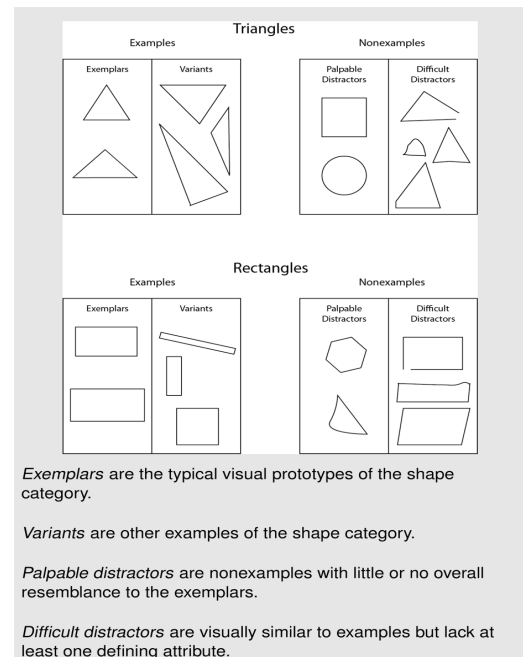 Triangles
Examples
Nonexamples
Exemplars
Variants
Palpable
Distractors
Difficult
Distractors
Rectangles
Examples
Nonexamples
Exemplars
Variants
Palpable
Distractors
Difficult
Distractors
Exemplars are the typical visual prototypes of the shape
category.
Variants are other examples of the shape category.
Palpable distractors are nonexamples with little or no overall
resemblance to the exemplars.
Difficult distractors are visually similar to examples but lack at
least one defining attribute.